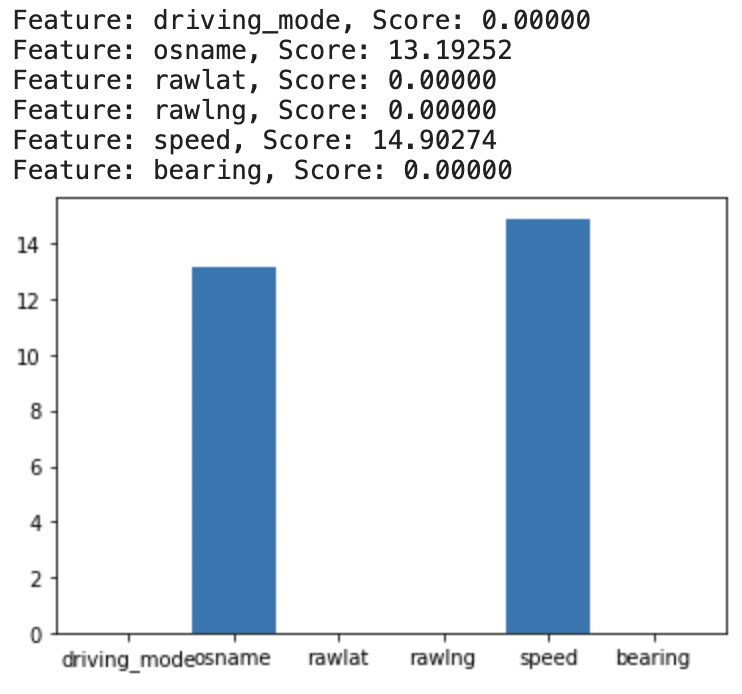 Feature: driving_mode, Score: 0.00000
Feature: osname, Score: 13.19252
Feature: rawlat, Score: 0.00000
Feature: rawlng, Score: 0.00000
Feature: speed, Score: 14.90274
Feature: bearing, Score: 0.00000
14
12
10
8
6
4
2
0
driving_mode osname rawlat rawlng speed bearing